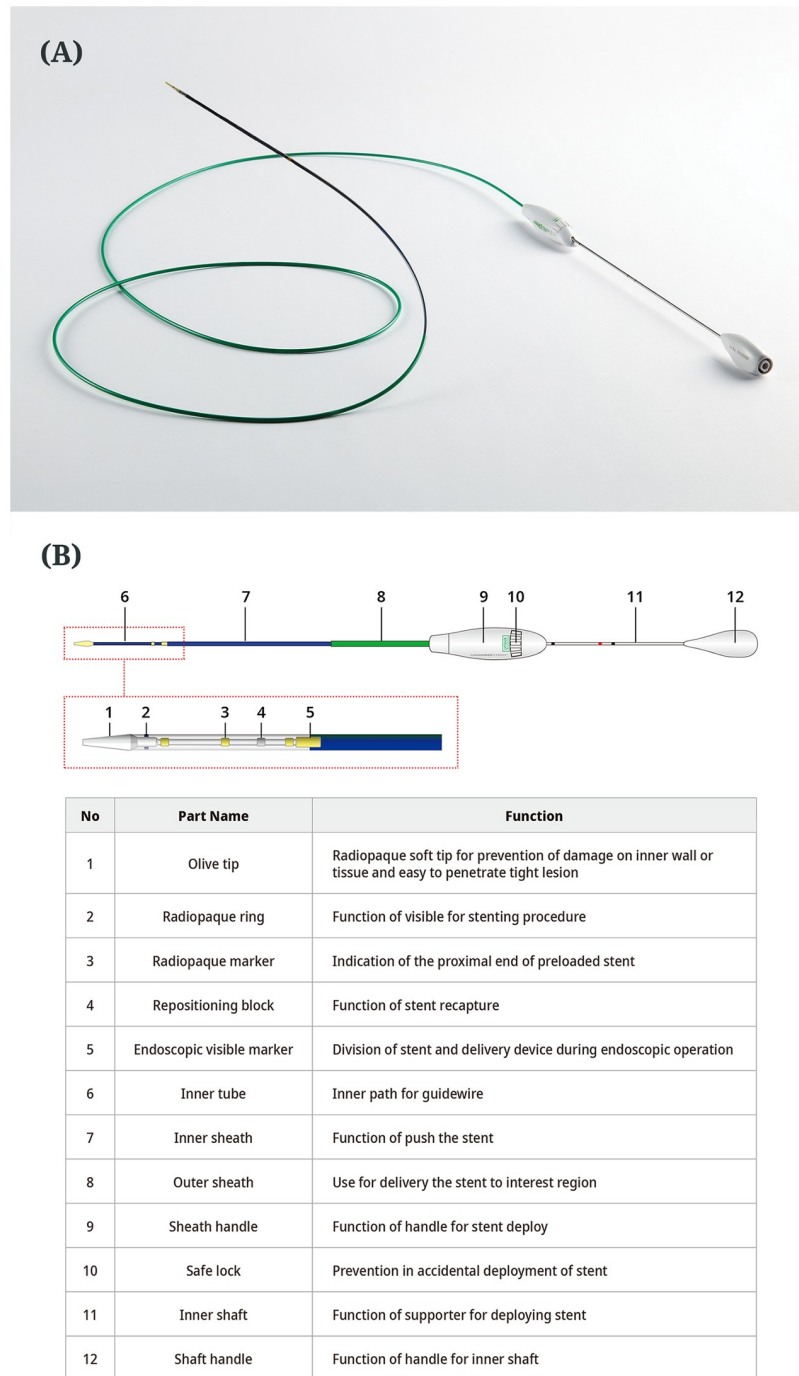 (A)
(B)
6 7 8 9 10 11 12
1 2 3 4 5
No Part Name Function
1 Olive tip Radiopaque soft tip for prevention of damage on inner wall or
tissue and easy to penetrate tight lesion
2 Radiopaque ring Function of visible for stenting procedure
3 Radiopaque marker Indication of the proximal end of preloaded stent
4 Repositioning block Function of stent recapture
5 Endoscopic visible marker Division of stent and delivery device during endoscopic operation
6 Inner tube Inner path for guidewire
7 Inner sheath Function of push the stent
8 Outer sheath Use for delivery the stent to interest region
9 Sheath handle Function of handle for stent deploy
10 Safe lock Prevention in accidental deployment of stent
11 Inner shaft Function of supporter for deploying stent
12 Shaft handle Function of handle for inner shaft